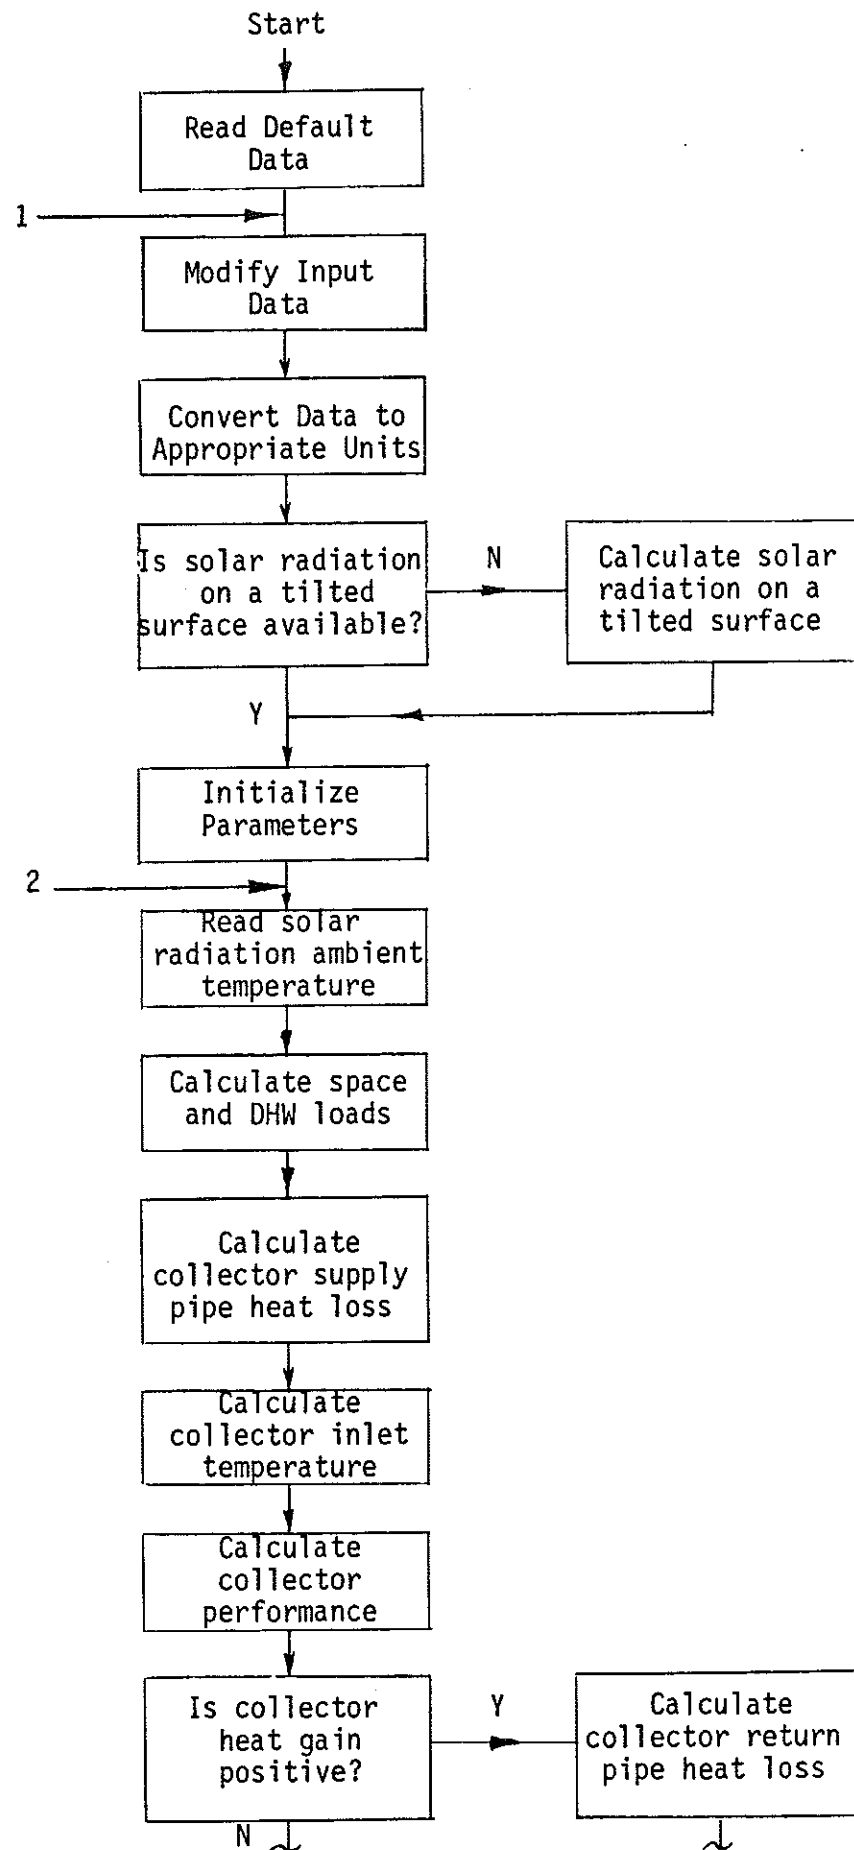 Start
Read Default
Data
1
Modify Input
Data
Convert Data to
Appropriate Units
Is solar radiation
on a tilted
surface available?
N
Calculate solar
radiation on a
tilted surface
Y
Initialize
Parameters
2
Read solar
radiation ambient
temperature
Calculate space
and DHW loads
Calculate
collector supply
pipe heat loss
Calculate
collector inlet
temperature
Calculate
collector
performance
Is collector
heat gain
positive?
Y
Calculate
collector return
pipe heat loss
N